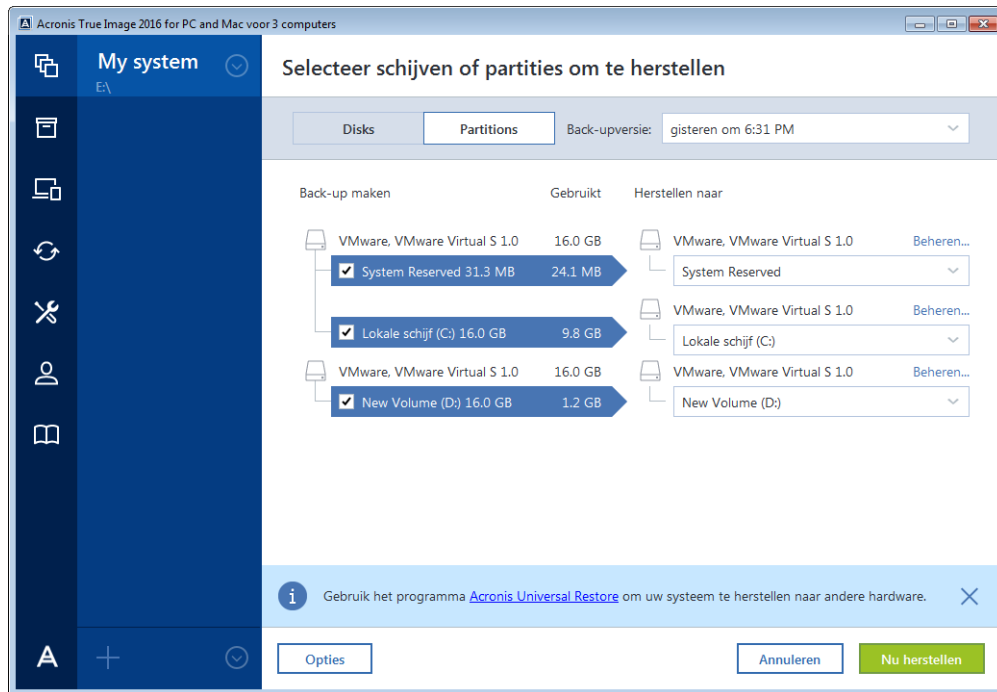 Acronis True Image 2016 for PC and Mac voor 3 computers
My system
E:\
Selecteer schijven of partities om te herstellen
Disks Partitions Back-upversie: gisteren om 6:31 PM
Back-up maken Gebruikt Herstellen naar
VMware, VMware Virtual S 1.0 16.0 GB VMware, VMware Virtual S 1.0 Beheren...
System Reserved 31.3 MB 24.1 MB System Reserved
VMware, VMware Virtual S 1.0 Beheren...
Lokale schijf (C:) 16.0 GB 9.8 GB Lokale schijf (C:)
VMware, VMware Virtual S 1.0 16.0 GB VMware, VMware Virtual S 1.0 Beheren...
New Volume (D:) 16.0 GB 1.2 GB New Volume (D:)
Gebruik het programma Acronis Universal Restore om uw systeem te herstellen naar andere hardware.
Opties Annuleren Nu herstellen